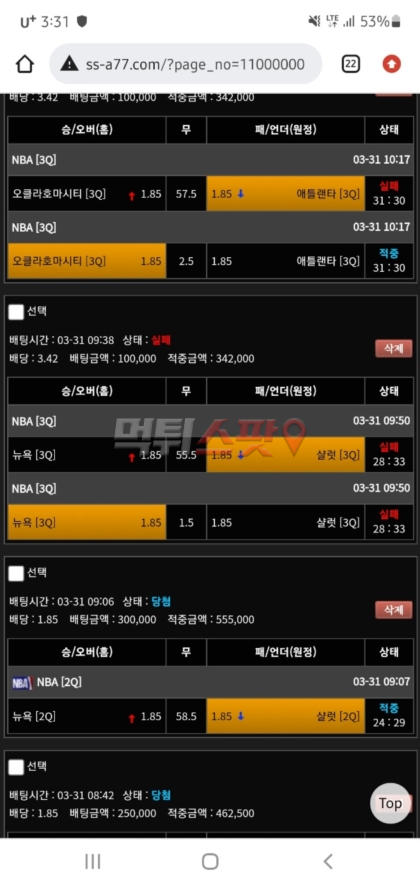 U+ 3:31 LTE 53%
ss-a77.com/?page_no=11000000 22
배당 : 3.42 배팅금액 : 100,000 적중금액 : 342,000
승/오버(홈) 무 패/언더(원정) 상태
NBA [3Q] 03-31 10:17
오클라호마시티 [3Q] 1.85 57.5 1.85 애틀랜타 [3Q] 실패 31 : 30
NBA [3Q] 03-31 10:17
오클라호마시티 [3Q] 1.85 2.5 1.85 애틀랜타 [3Q] 적중 31 : 30
선택
배팅시간 : 03-31 09:38 상태 : 실패
배당 : 3.42 배팅금액 : 100,000 적중금액 : 342,000 삭제
승/오버(홈) 무 패/언더(원정) 상태
NBA [3Q] 03-31 09:50
먹튀스팟
뉴욕 [3Q] 1.85 55.5 1.85 샬럿 [3Q] 실패 28 : 33
NBA [3Q] 03-31 09:50
뉴욕 [3Q] 1.85 1.5 1.85 샬럿 [3Q] 실패 28 : 33
선택
배팅시간 : 03-31 09:06 상태 : 당첨
배당 : 1.85 배팅금액 : 300,000 적중금액 : 555,000 삭제
승/오버(홈) 무 패/언더(원정) 상태
NBA NBA [2Q] 03-31 09:07
뉴욕 [2Q] 1.85 58.5 1.85 샬럿 [2Q] 적중 24 : 29
선택
배팅시간 : 03-31 08:42 상태 : 당첨
배당 : 1.85 배팅금액 : 250,000 적중금액 : 462,500
Top